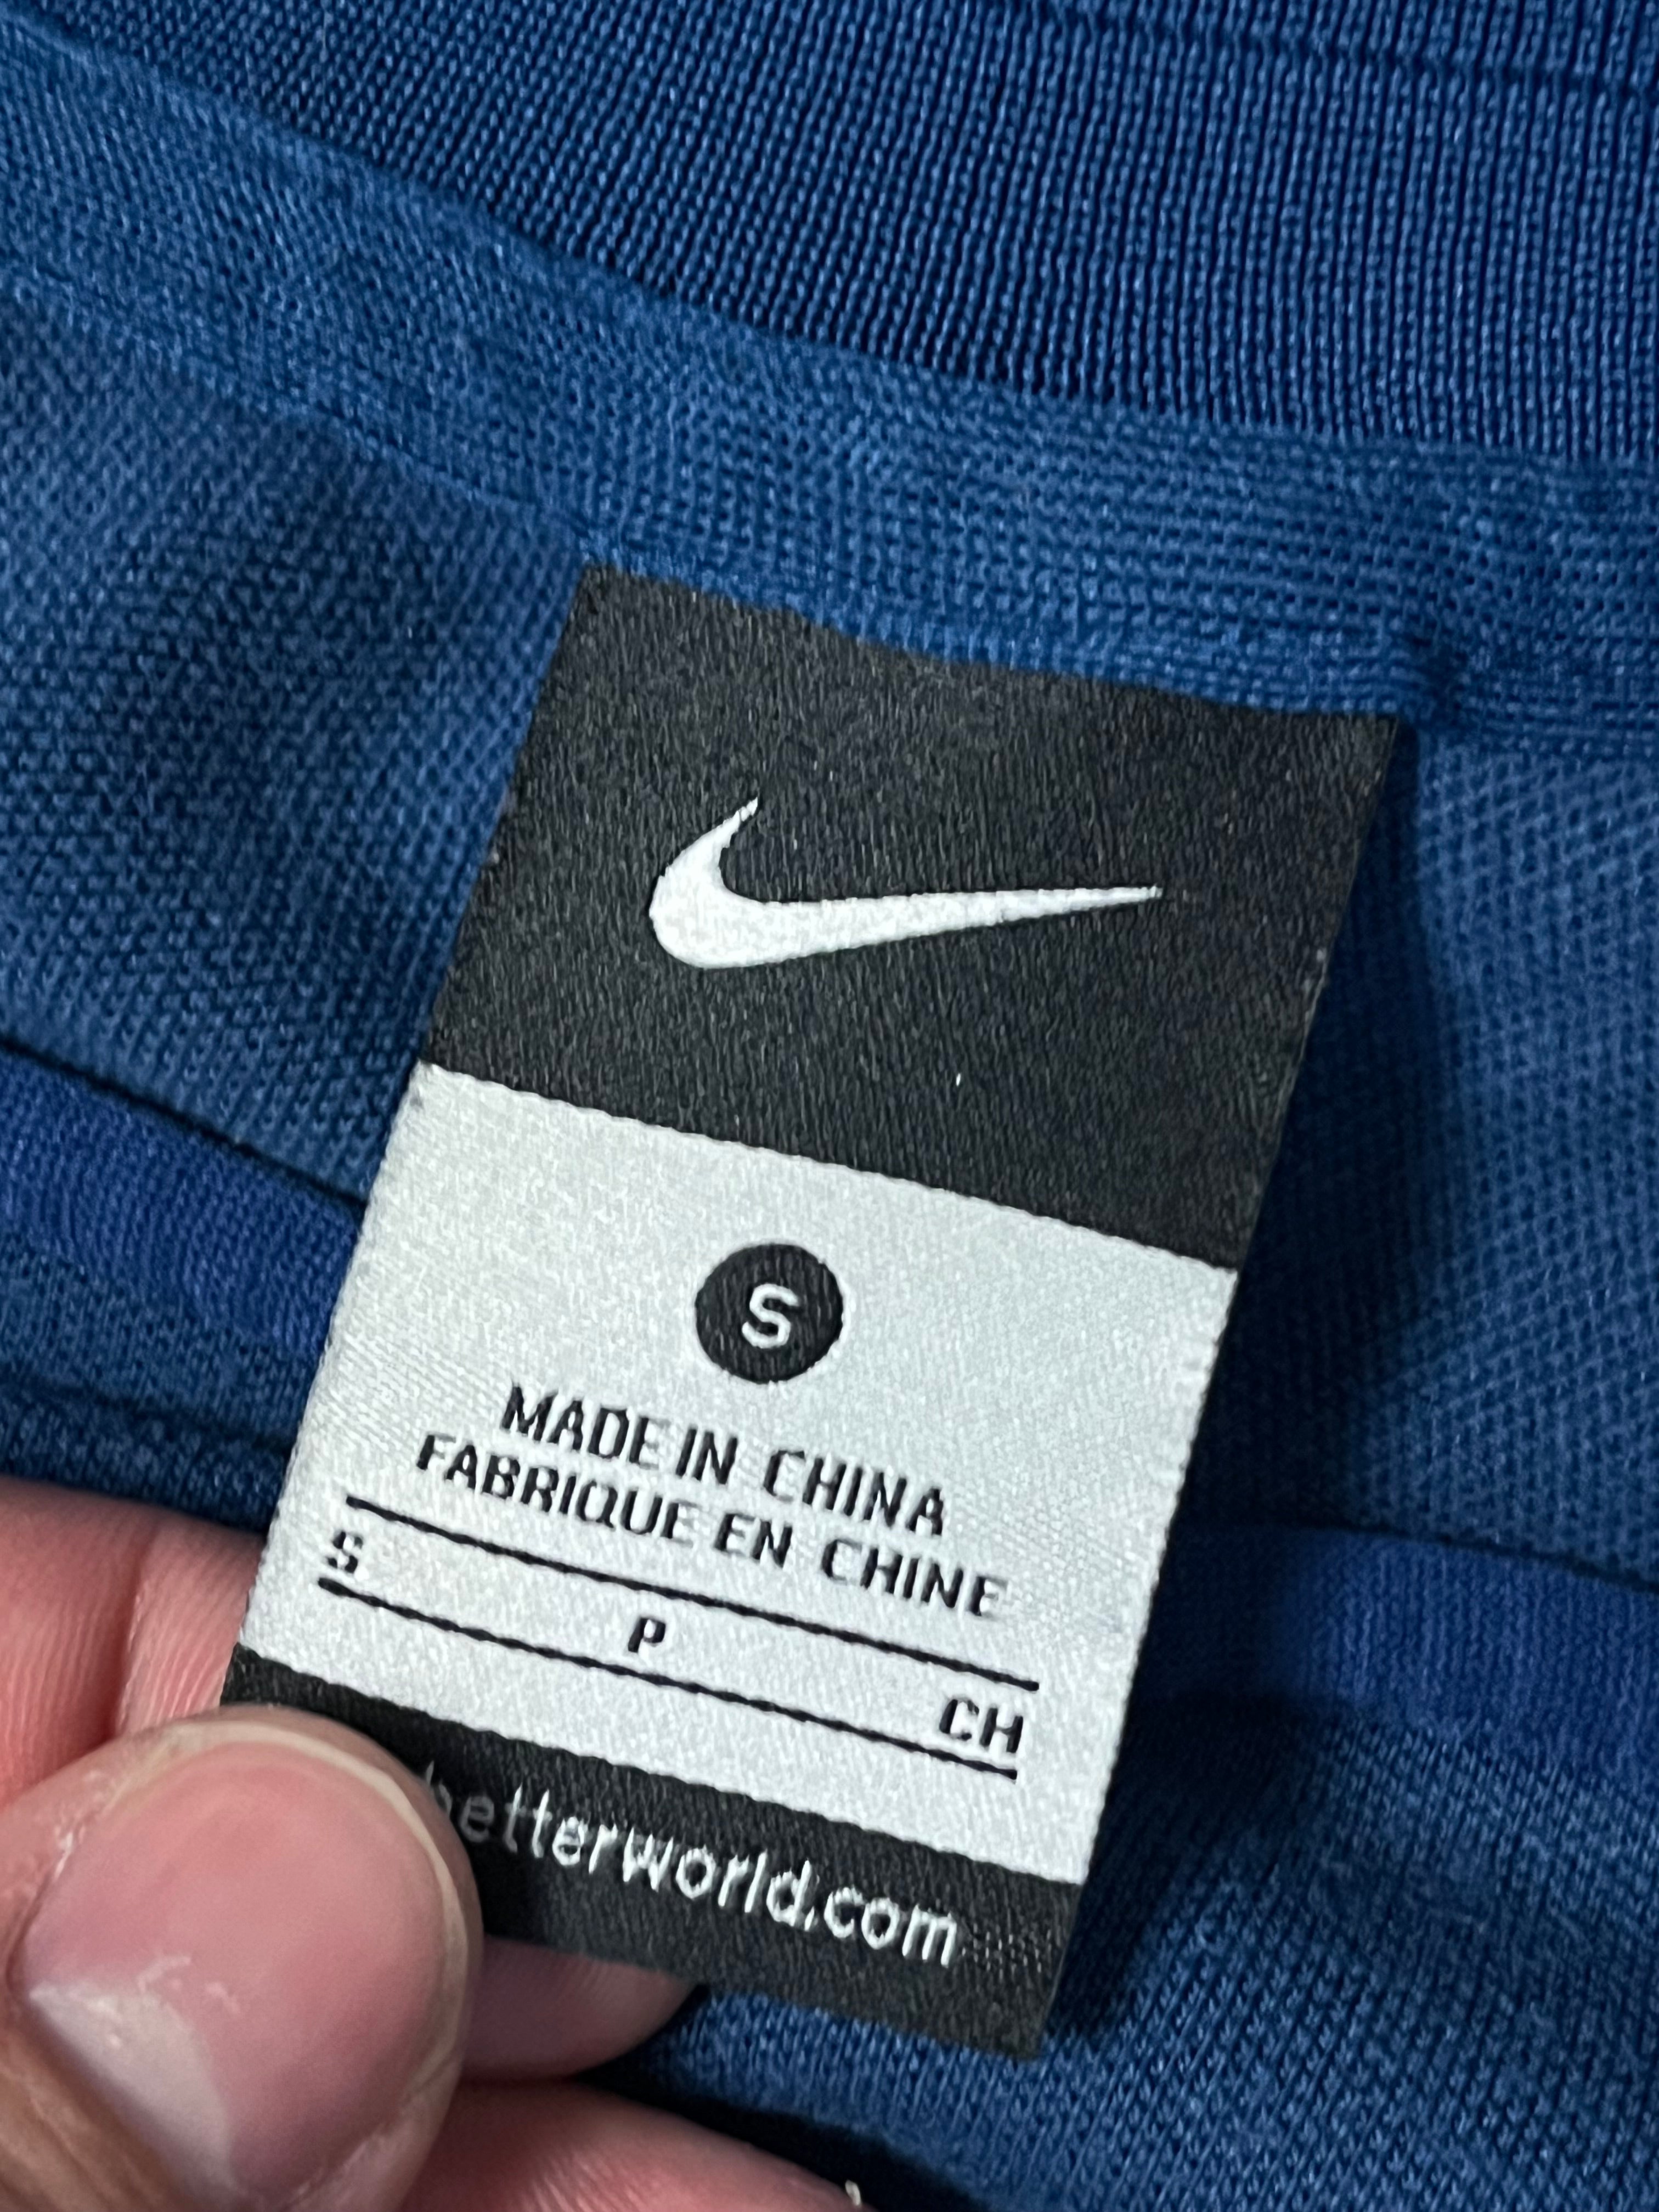 S
MADE IN CHINA
FABRIQUE EN CHINE
S P CH
betterworld.com